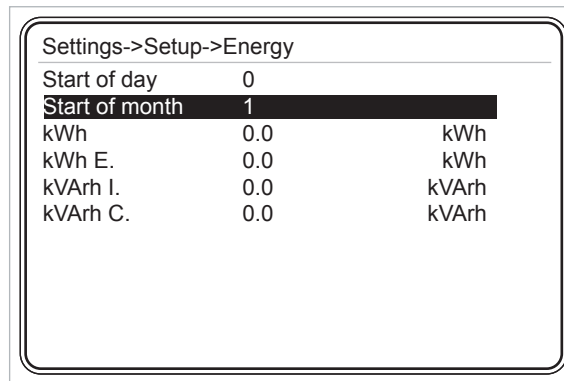 Settings->Setup->Energy
Start of day 0
Start of month 1
kWh 0.0 kWh
kWh E. 0.0 kWh
kVArh I. 0.0 kVArh
kVArh C. 0.0 kVArh